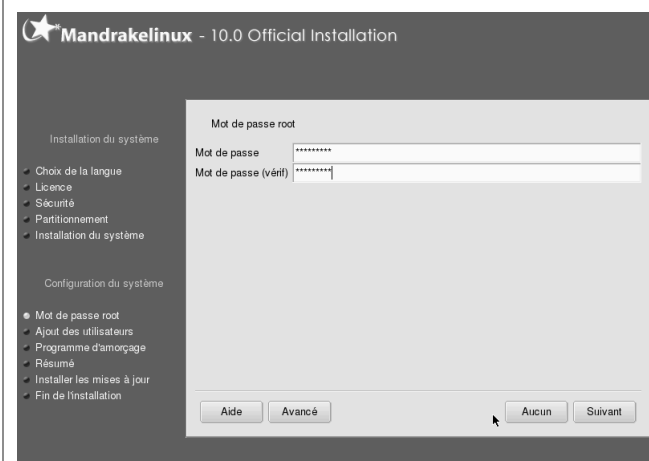 Mandrakelinux - 10.0 Official Installation
Installation du système
Choix de la langue
Licence
Sécurité
Partitionnement
Installation du système
Configuration du système
Mot de passe root
Ajout des utilisateurs
Programme d'amorçage
Résumé
Installer les mises à jour
Fin de l'installation
Mot de passe root
Mot de passe *********
Mot de passe (vérif) *********
Aide Avancé Aucun Suivant